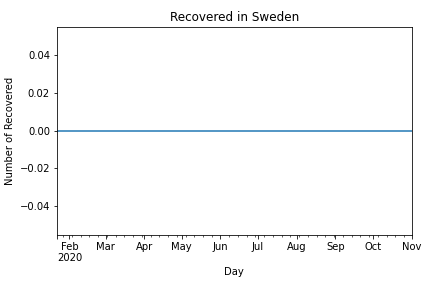 Recovered in Sweden
Number of Recovered
0.04
0.02
0.00
−0.02
−0.04
Feb Mar Apr May Jun Jul Aug Sep Oct Nov
2020
Day